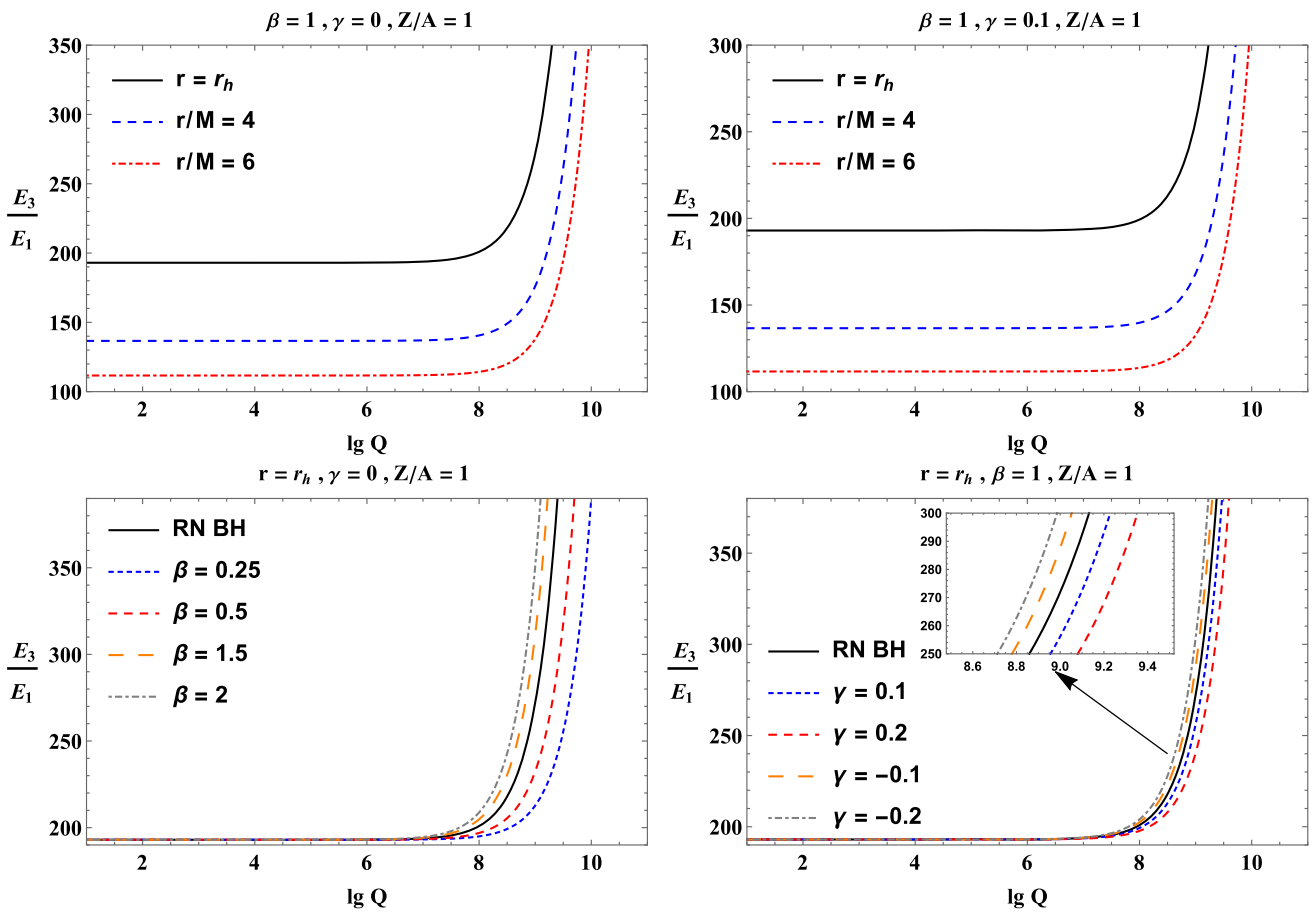 β = 1 , γ = 0 , Z/A = 1
350
300
250
200
150
100
E₃
E₁
r = rₕ
r/M = 4
r/M = 6
2 4 6 8 10
lg Q
β = 1 , γ = 0.1 , Z/A = 1
300
250
200
150
100
E₃
E₁
r = rₕ
r/M = 4
r/M = 6
2 4 6 8 10
lg Q
r = rₕ , γ = 0 , Z/A = 1
350
300
250
200
E₃
E₁
RN BH
β = 0.25
β = 0.5
β = 1.5
β = 2
2 4 6 8 10
lg Q
r = rₕ , β = 1 , Z/A = 1
350
300
250
200
E₃
E₁
300
290
280
270
260
250
8.6 8.8 9.0 9.2 9.4
RN BH
γ = 0.1
γ = 0.2
γ = −0.1
γ = −0.2
2 4 6 8 10
lg Q